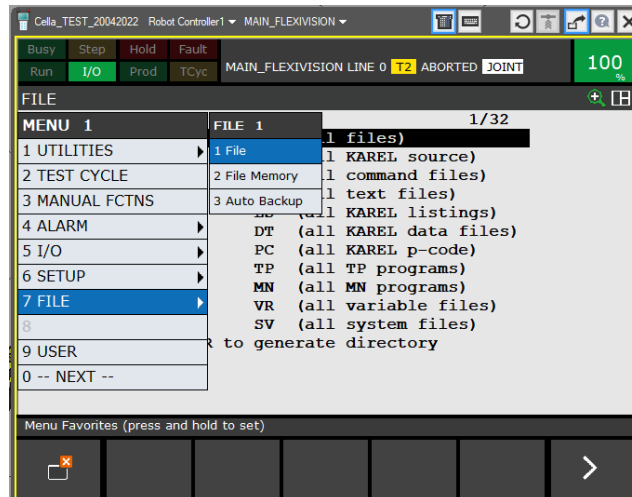 Cella_TEST_20042022 Robot Controller1 MAIN_FLEXIVISION
Busy Step Hold Fault
Run I/O Prod TCyc
MAIN_FLEXIVISION LINE 0 T2 ABORTED JOINT
100 %
FILE
MENU 1
1 UTILITIES
2 TEST CYCLE
3 MANUAL FCTNS
4 ALARM
5 I/O
6 SETUP
7 FILE
8
9 USER
0 -- NEXT --
FILE 1
1 File
2 File Memory
3 Auto Backup
1/32
l files)
l KAREL source)
l command files)
l text files)
(all KAREL listings)
DT (all KAREL data files)
PC (all KAREL p-code)
TP (all TP programs)
MN (all MN programs)
VR (all variable files)
SV (all system files)
to generate directory
Menu Favorites (press and hold to set)